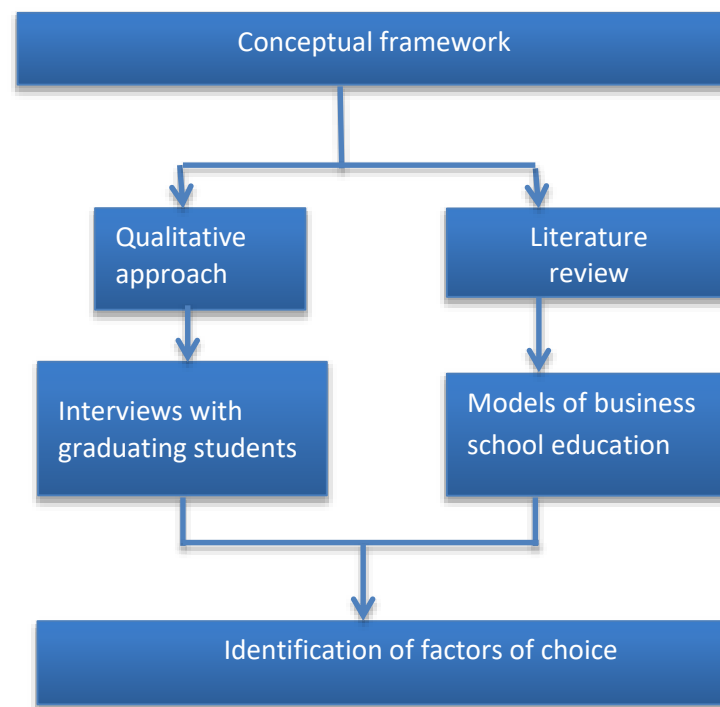 Conceptual framework
Qualitative
approach
Literature
review
Interviews with
graduating students
Models of business
school education
Identification of factors of choice